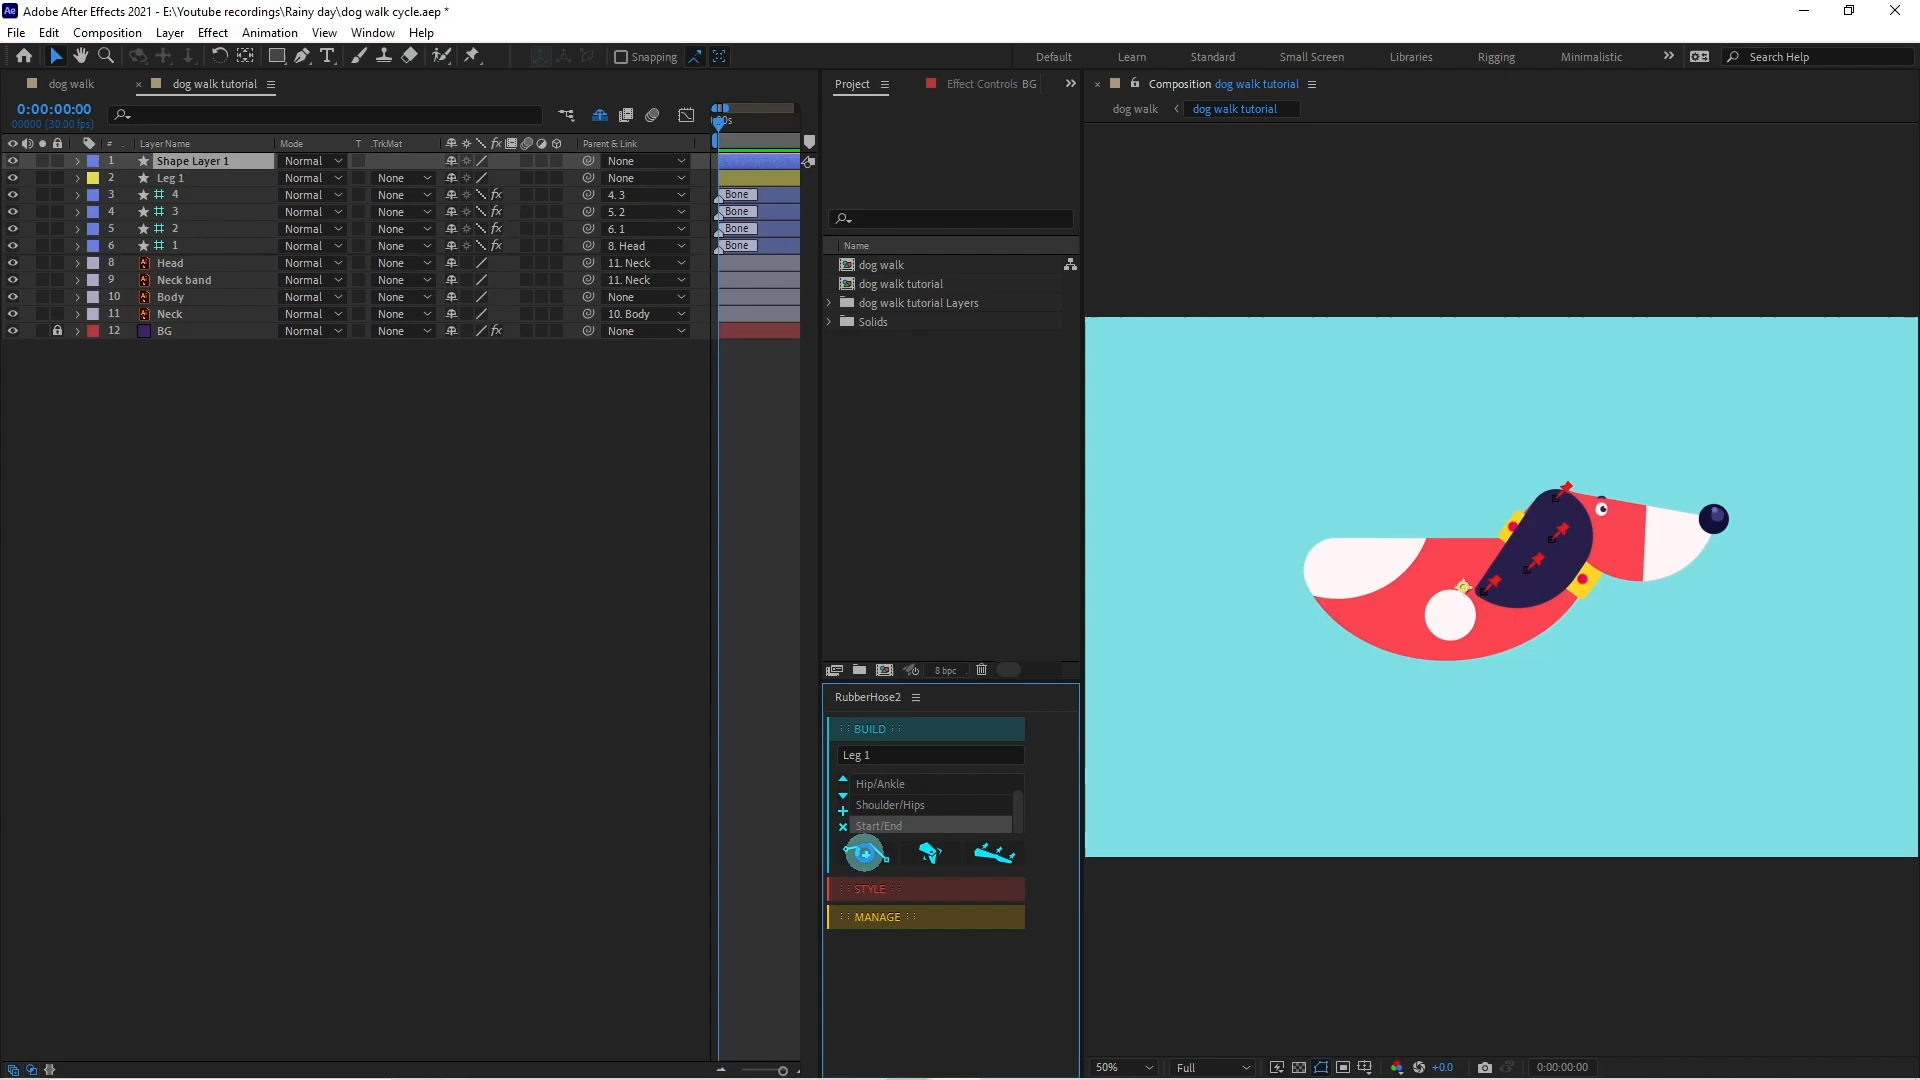 Adobe After Effects 2021 - E:\Youtube recordings\Rainy day\dog walk cycle.aep *
File Edit Composition Layer Effect Animation View Window Help
Snapping Default Learn Standard Small Screen Libraries Rigging Minimalistic Search Help
dog walk dog walk tutorial
0:00:00:00
00000 (30.00 fps)
# Layer Name Mode T .TrkMat fx Parent & Link
1 Shape Layer 1 Normal None
2 Leg 1 Normal None None
3 4 Normal None fx 4. 3 Bone
4 3 Normal None fx 5. 2 Bone
5 2 Normal None fx 6. 1 Bone
6 1 Normal None fx 8. Head Bone
8 Head Normal None 11. Neck
9 Neck band Normal None 11. Neck
10 Body Normal None None
11 Neck Normal None 10. Body
12 BG Normal None fx None
Project Effect Controls BG
Name
dog walk
dog walk tutorial
dog walk tutorial Layers
Solids
8 bpc
RubberHose2
BUILD
Leg 1
Hip/Ankle
Shoulder/Hips
Start/End
STYLE
MANAGE
Composition dog walk tutorial
dog walk dog walk tutorial
50% Full +0.0 0:00:00:00